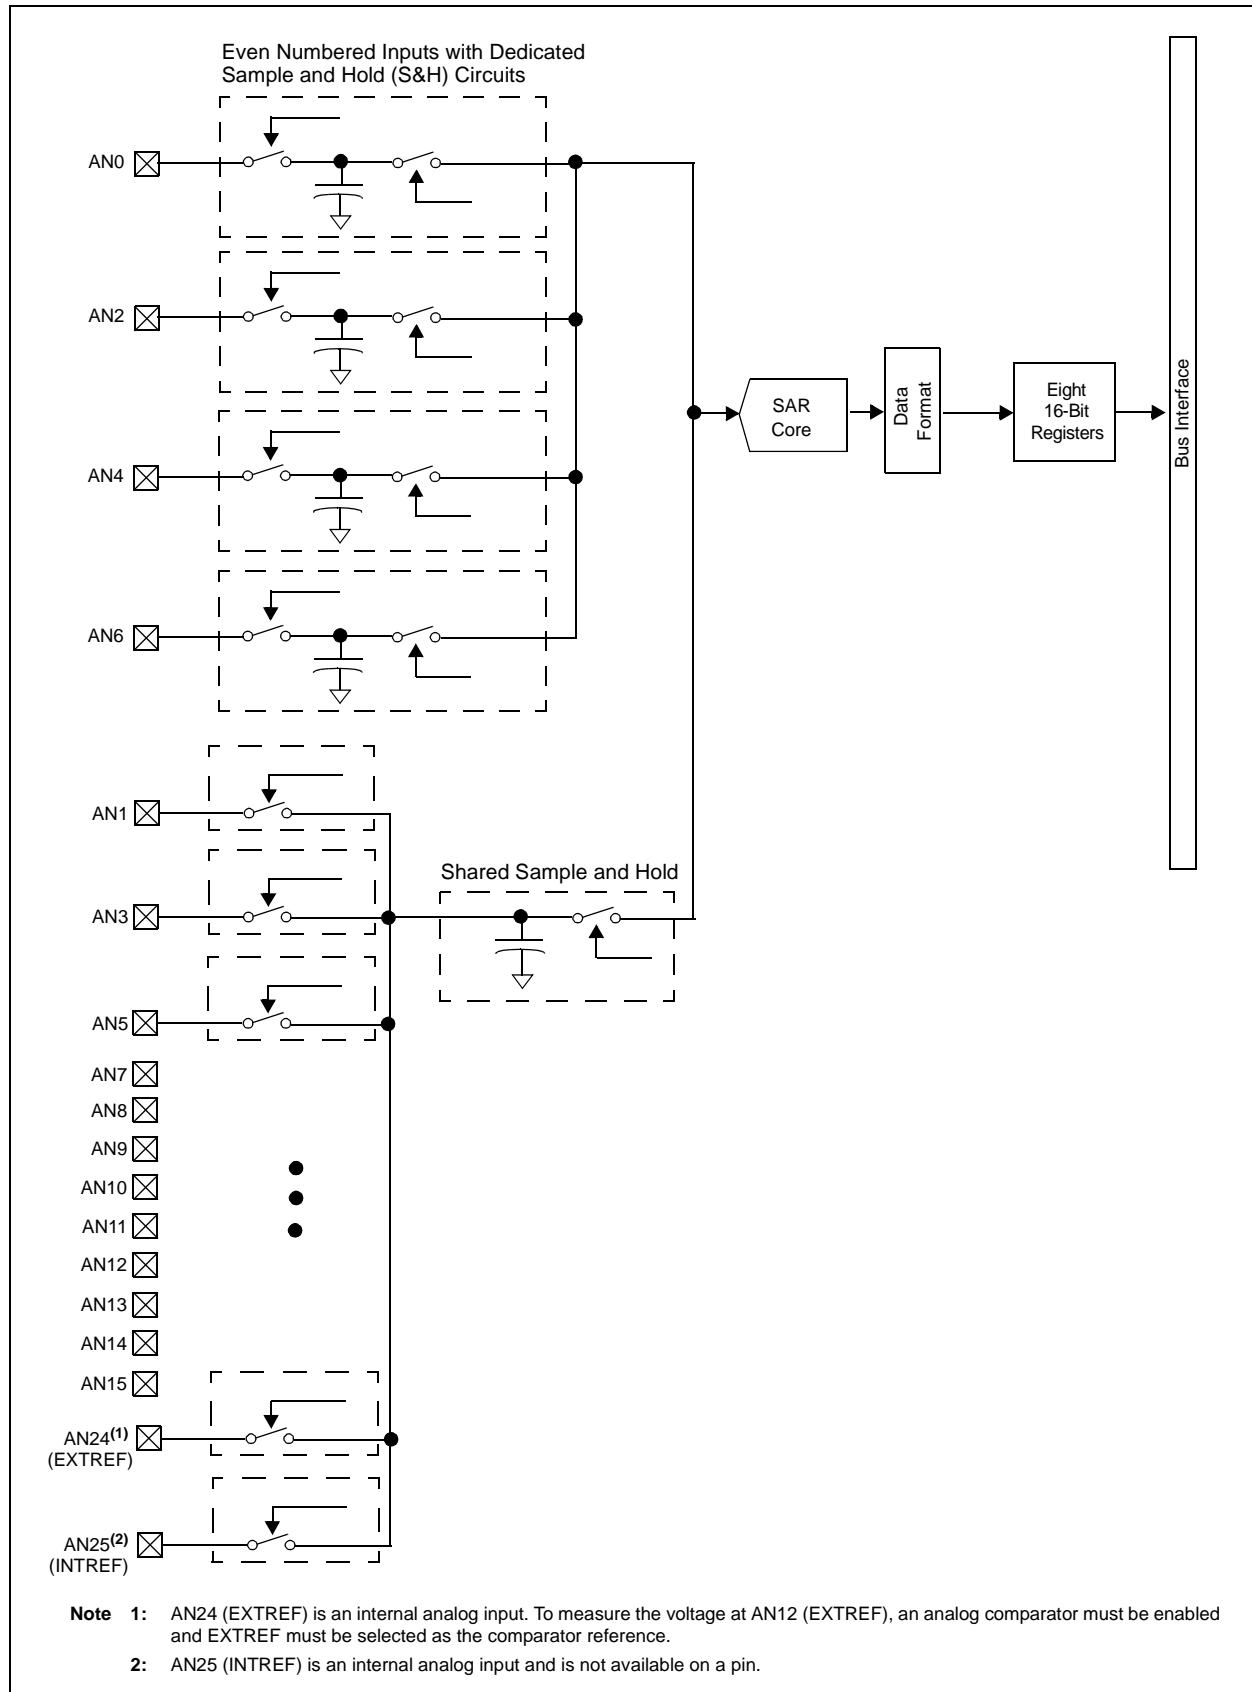 Even Numbered Inputs with Dedicated
Sample and Hold (S&H) Circuits
AN0
AN2
AN4
AN6
SAR
Core
Data
Format
Eight
16-Bit
Registers
Bus Interface
AN1
AN3
Shared Sample and Hold
AN5
AN7
AN8
AN9
AN10
AN11
AN12
AN13
AN14
AN15
AN24(1)
(EXTREF)
AN25(2)
(INTREF)
Note 1: AN24 (EXTREF) is an internal analog input. To measure the voltage at AN12 (EXTREF), an analog comparator must be enabled
and EXTREF must be selected as the comparator reference.
2: AN25 (INTREF) is an internal analog input and is not available on a pin.